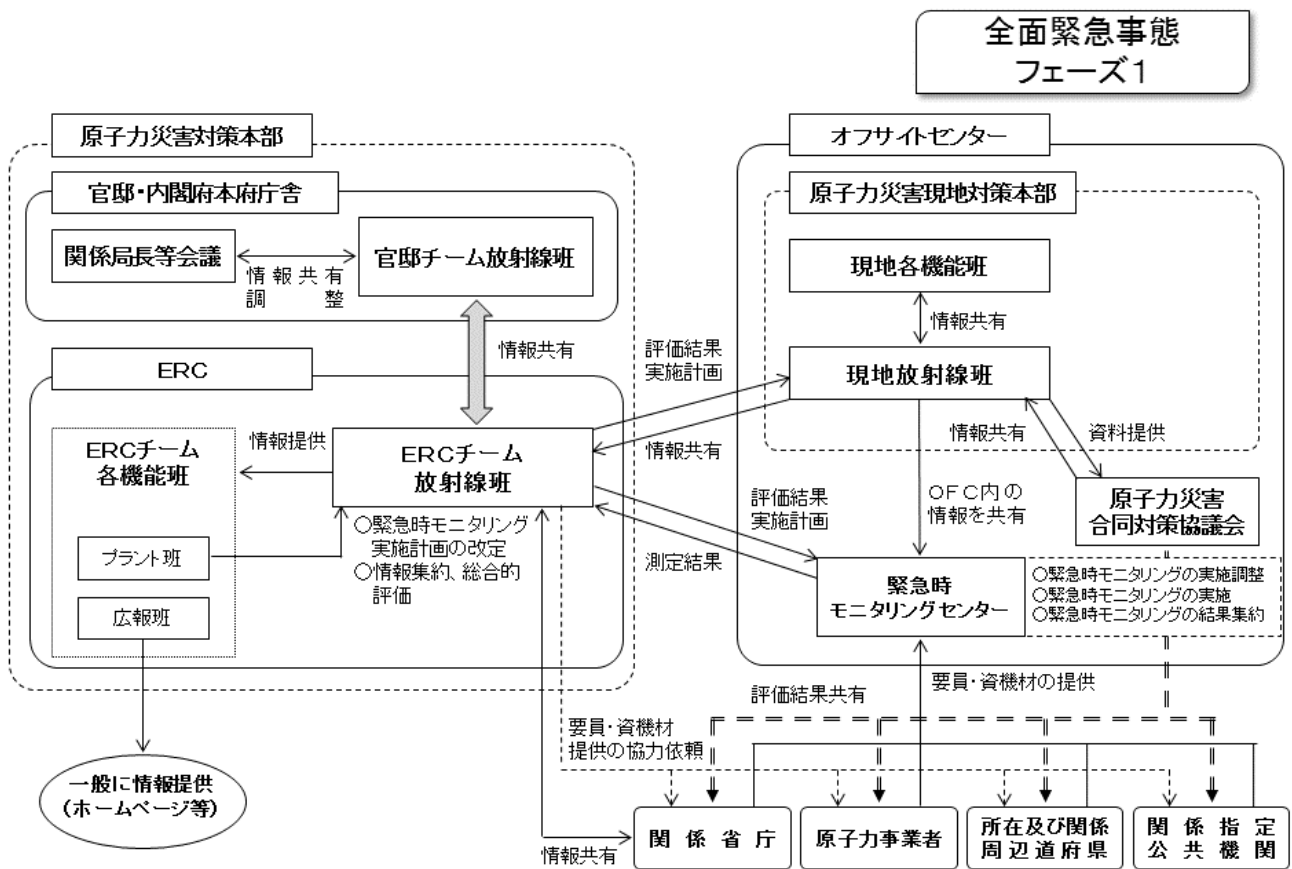 全面緊急事態
フェーズ1
原子力災害対策本部
官邸・内閣府本府庁舎
関係局長等会議
情報共有
調整
官邸チーム放射線班
情報共有
ERC
ERCチーム
各機能班
プラント班
広報班
情報提供
ERCチーム
放射線班
○緊急時モニタリング
実施計画の改定
○情報集約、総合的
評価
一般に情報提供
(ホームページ等)
評価結果
実施計画
情報共有
評価結果
実施計画
測定結果
オフサイトセンター
原子力災害現地対策本部
現地各機能班
情報共有
現地放射線班
情報共有
資料提供
OFC内の
情報を共有
原子力災害
合同対策協議会
緊急時
モニタリングセンター
○緊急時モニタリングの実施調整
○緊急時モニタリングの実施
○緊急時モニタリングの結果集約
評価結果共有
要員・資機材の提供
要員・資機材
提供の協力依頼
情報共有
関係省庁
原子力事業者
所在及び関係
周辺道府県
関係指定
公共機関